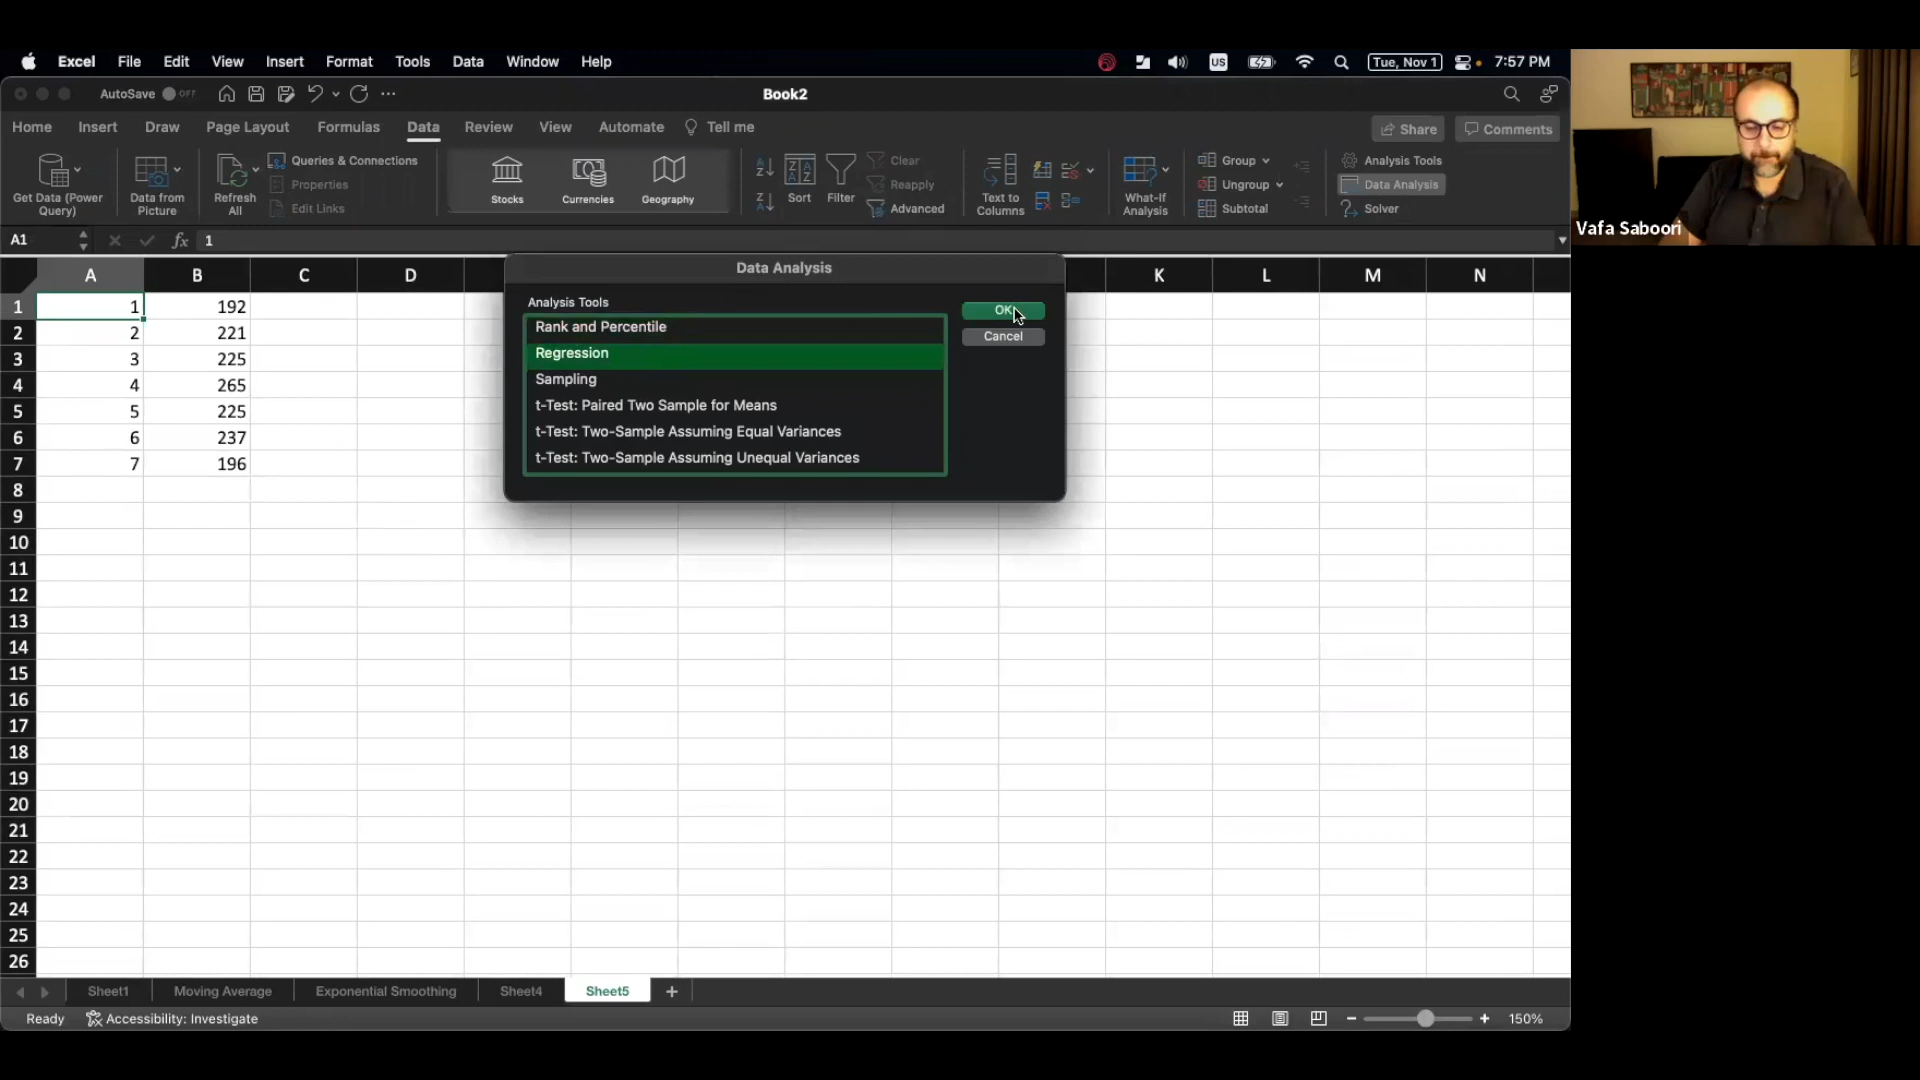 Excel File Edit View Insert Format Tools Data Window Help US Tue, Nov 1 7:57 PM
AutoSave OFF Book2
Home Insert Draw Page Layout Formulas Data Review View Automate Tell me Share Comments
Get Data (Power Query) Data from Picture Refresh All Queries & Connections Properties Edit Links Stocks Currencies Geography Sort Filter Clear Reapply Advanced Text to Columns What-If Analysis Group Ungroup Subtotal Analysis Tools Data Analysis Solver
Vafa Saboori
A1 fx 1
Data Analysis
A B C D K L M N
Analysis Tools
OK
Cancel
Rank and Percentile
Regression
Sampling
t-Test: Paired Two Sample for Means
t-Test: Two-Sample Assuming Equal Variances
t-Test: Two-Sample Assuming Unequal Variances
1 1 192
2 2 221
3 3 225
4 4 265
5 5 225
6 6 237
7 7 196
8
9
10
11
12
13
14
15
16
17
18
19
20
21
22
23
24
25
26
Sheet1 Moving Average Exponential Smoothing Sheet4 Sheet5 +
Ready Accessibility: Investigate 150%